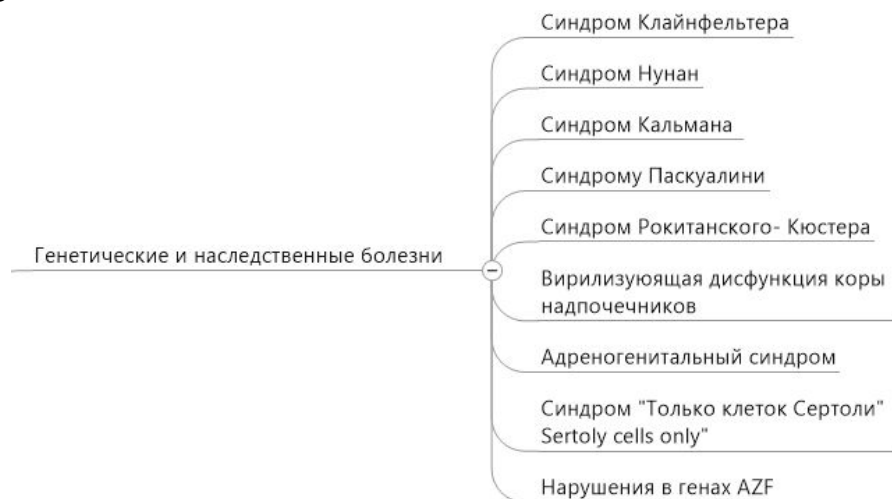 Синдром Клайнфельтера
Синдром Нунан
Синдром Кальмана
Синдрому Паскуалини
Синдром Рокитанского- Кюстера
Генетические и наследственные болезни
Вирилизуюящая дисфункция коры
надпочечников
Адреногенитальный синдром
Синдром "Только клеток Сертоли"
Sertoly cells only"
Нарушения в генах AZF